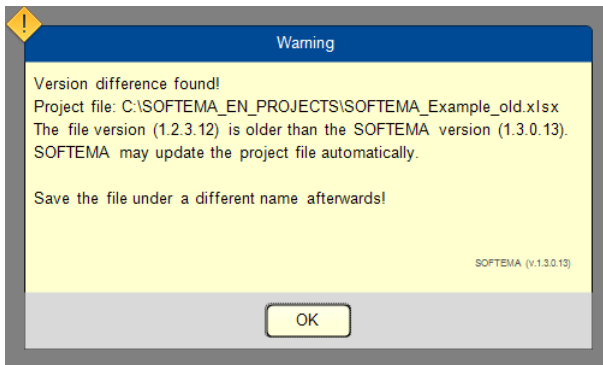 !
Warning
Version difference found!
Project file: C:\SOFTEMA_EN_PROJECTS\SOFTEMA_Example_old.xlsx
The file version (1.2.3.12) is older than the SOFTEMA version (1.3.0.13).
SOFTEMA may update the project file automatically.
Save the file under a different name afterwards!
SOFTEMA (v.1.3.0.13)
OK